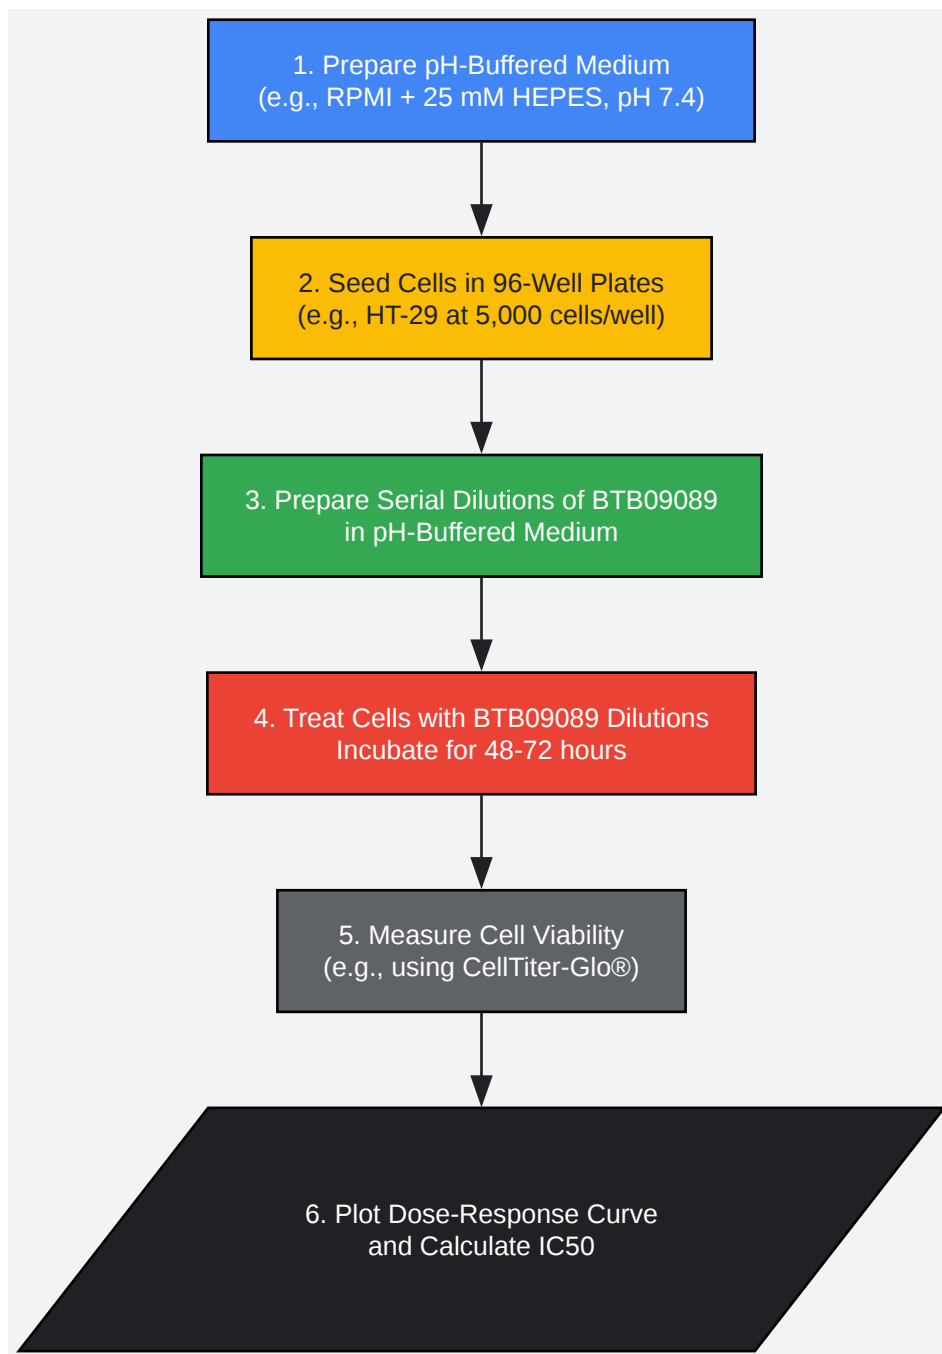 1. Prepare pH-Buffered Medium
(e.g., RPMI + 25 mM HEPES, pH 7.4)
2. Seed Cells in 96-Well Plates
(e.g., HT-29 at 5,000 cells/well)
3. Prepare Serial Dilutions of BTB09089
in pH-Buffered Medium
4. Treat Cells with BTB09089 Dilutions
Incubate for 48-72 hours
5. Measure Cell Viability
(e.g., using CellTiter-Glo®)
6. Plot Dose-Response Curve
and Calculate IC50